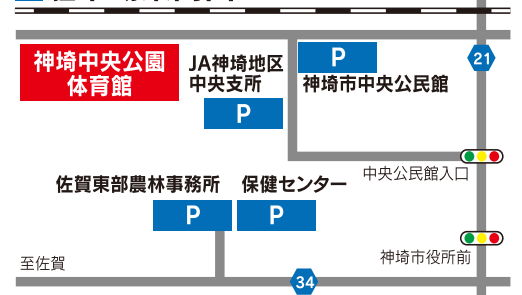 神埼中央公園
体育館
JA神埼地区
中央支所
P
P
神埼市中央公民館
21
中央公民館入口
佐賀東部農林事務所
保健センター
P
P
神埼市役所前
至佐賀
34